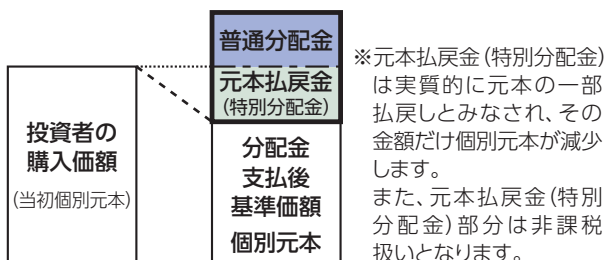 普通分配金
元本払戻金
(特別分配金)
投資者の
購入価額
(当初個別元本)
分配金
支払後
基準価額
個別元本
※元本払戻金(特別分配金)
は実質的に元本の一部
払戻しとみなされ、その
金額だけ個別元本が減少
します。
また、元本払戻金(特別
分配金)部分は非課税
扱いとなります。